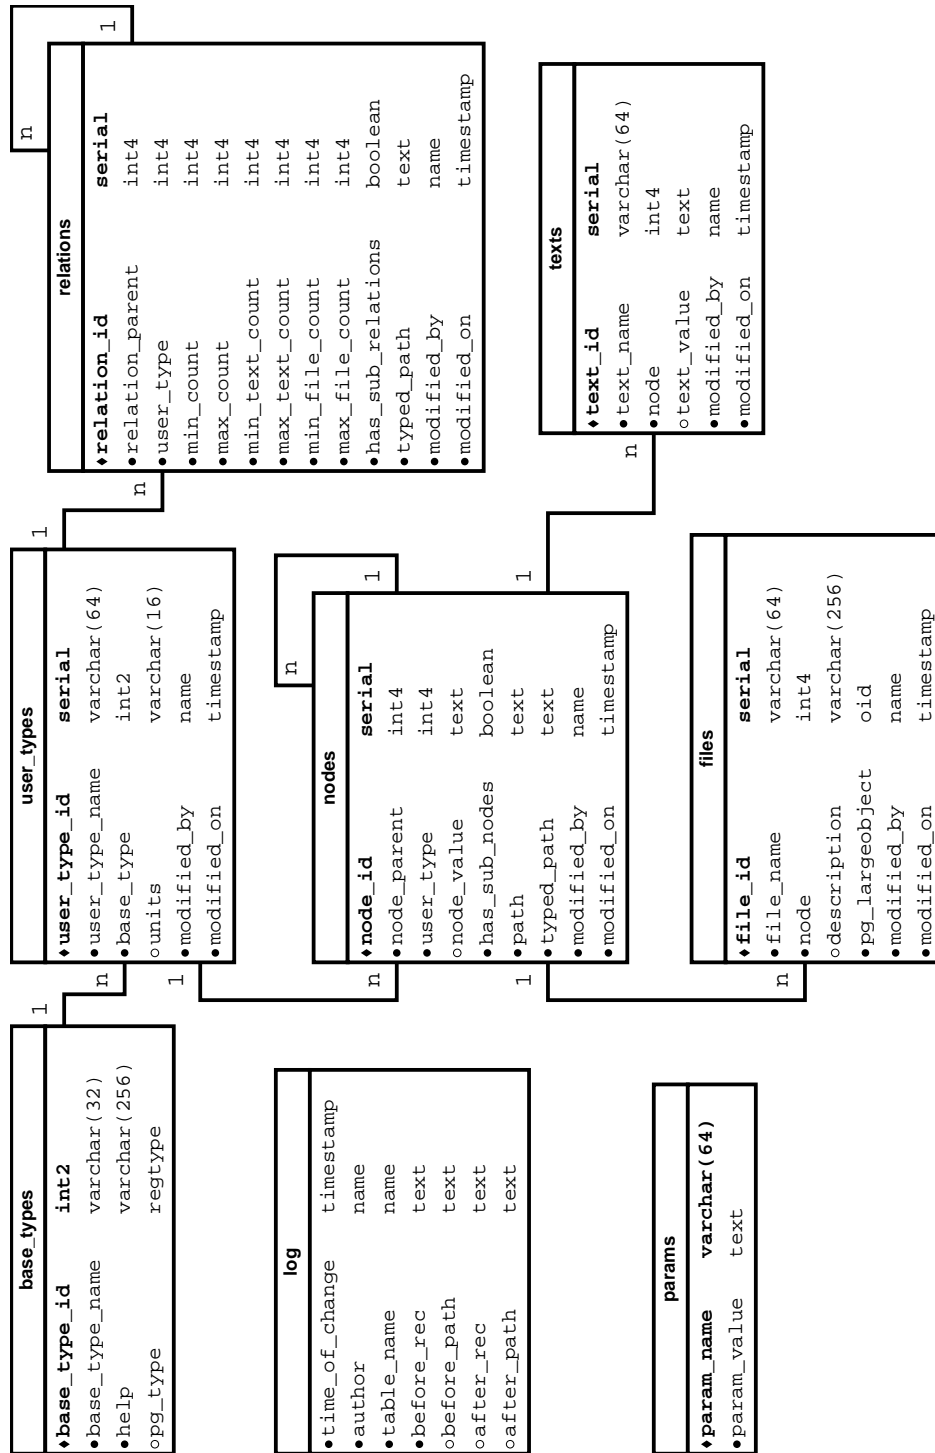 base_types
♦base_type_id int2
●base_type_name varchar(32)
●help varchar(256)
○pg_type regtype
1
n
user_types
♦user_type_id serial
●user_type_name varchar(64)
●base_type int2
○units varchar(16)
●modified_by name
●modified_on timestamp
1
n
1
n
relations
♦relation_id serial
●relation_parent int4
●user_type int4
●min_count int4
●max_count int4
●min_text_count int4
●max_text_count int4
●min_file_count int4
●max_file_count int4
●has_sub_relations boolean
●typed_path text
●modified_by name
●modified_on timestamp
n
1
log
●time_of_change timestamp
●author name
●table_name name
●before_rec text
○before_path text
○after_rec text
○after_path text
nodes
♦node_id serial
●node_parent int4
●user_type int4
○node_value text
●has_sub_nodes boolean
●path text
●typed_path text
●modified_by name
●modified_on timestamp
n
1
n
1
1
n
texts
♦text_id serial
●text_name varchar(64)
●node int4
○text_value text
●modified_by name
●modified_on timestamp
params
♦param_name varchar(64)
●param_value text
n
files
♦file_id serial
●file_name varchar(64)
●node int4
○description varchar(256)
●pg_largeobject oid
●modified_by name
●modified_on timestamp